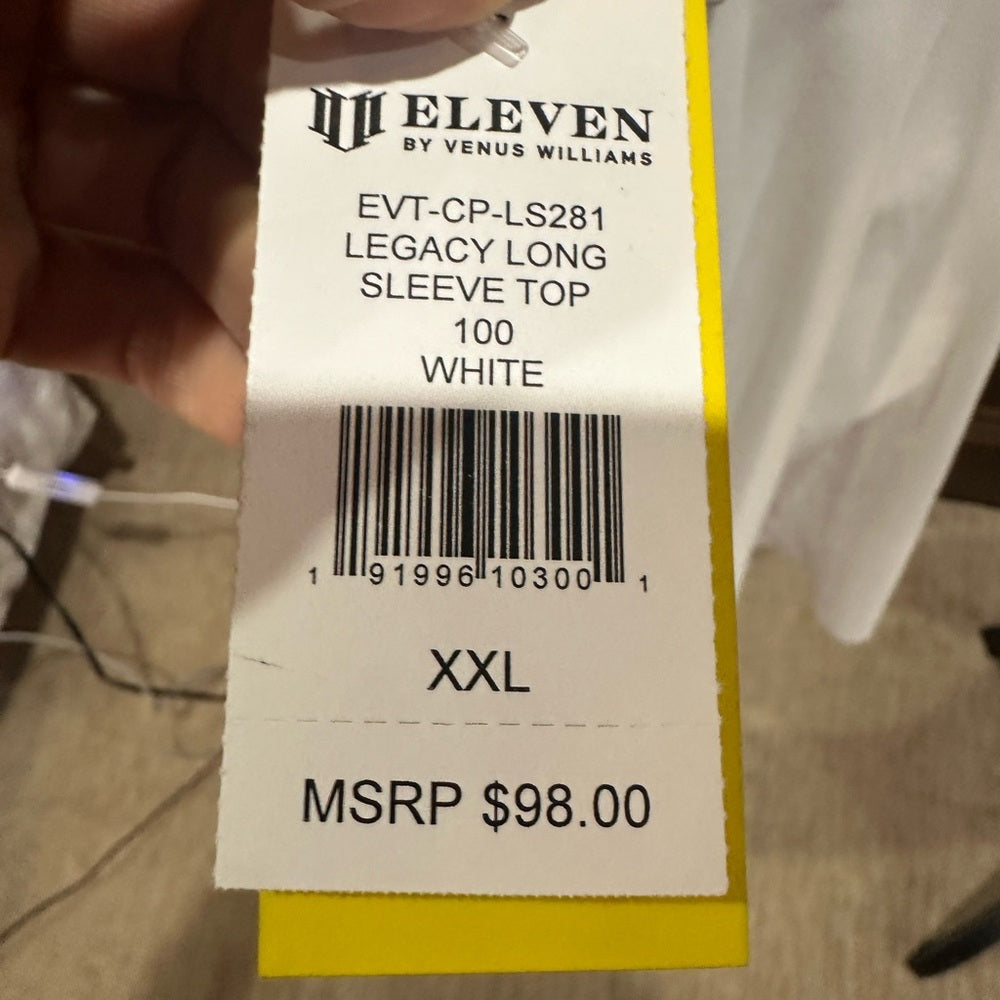 ELEVEN
BY VENUS WILLIAMS
EVT-CP-LS281
LEGACY LONG
SLEEVE TOP
100
WHITE
1 91996 10300 1
XXL
MSRP $98.00